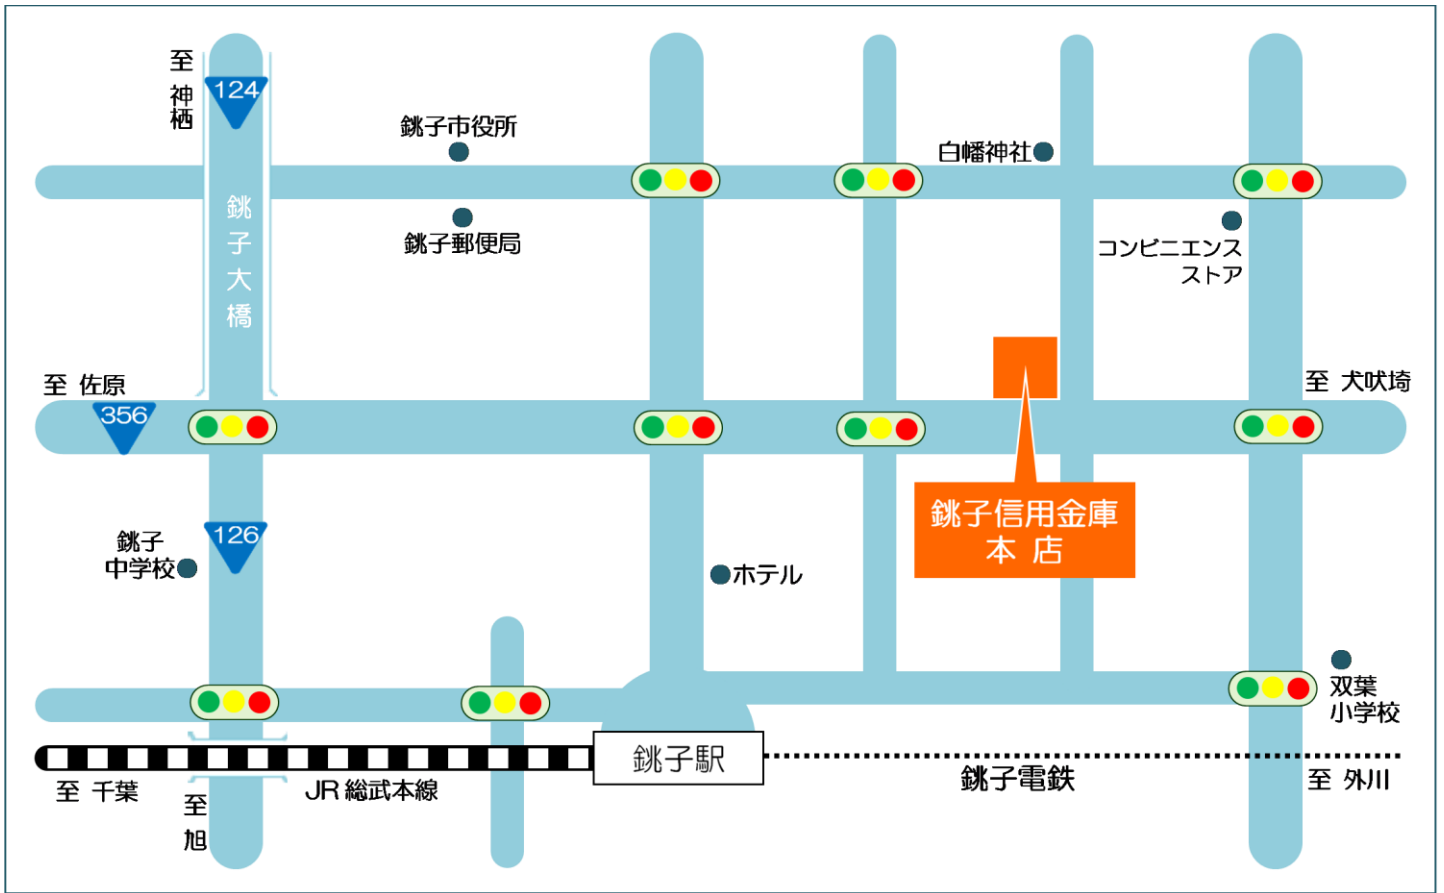 至
神
栖
124
銚子市役所
白幡神社
銚子郵便局
コンビニエンス
ストア
銚
子
大
橋
至 佐原
356
至 犬吠埼
銚子信用金庫
本 店
126
銚子
中学校
ホテル
双葉
小学校
銚子駅
至 千葉
JR 総武本線
銚子電鉄
至 外川
至
旭